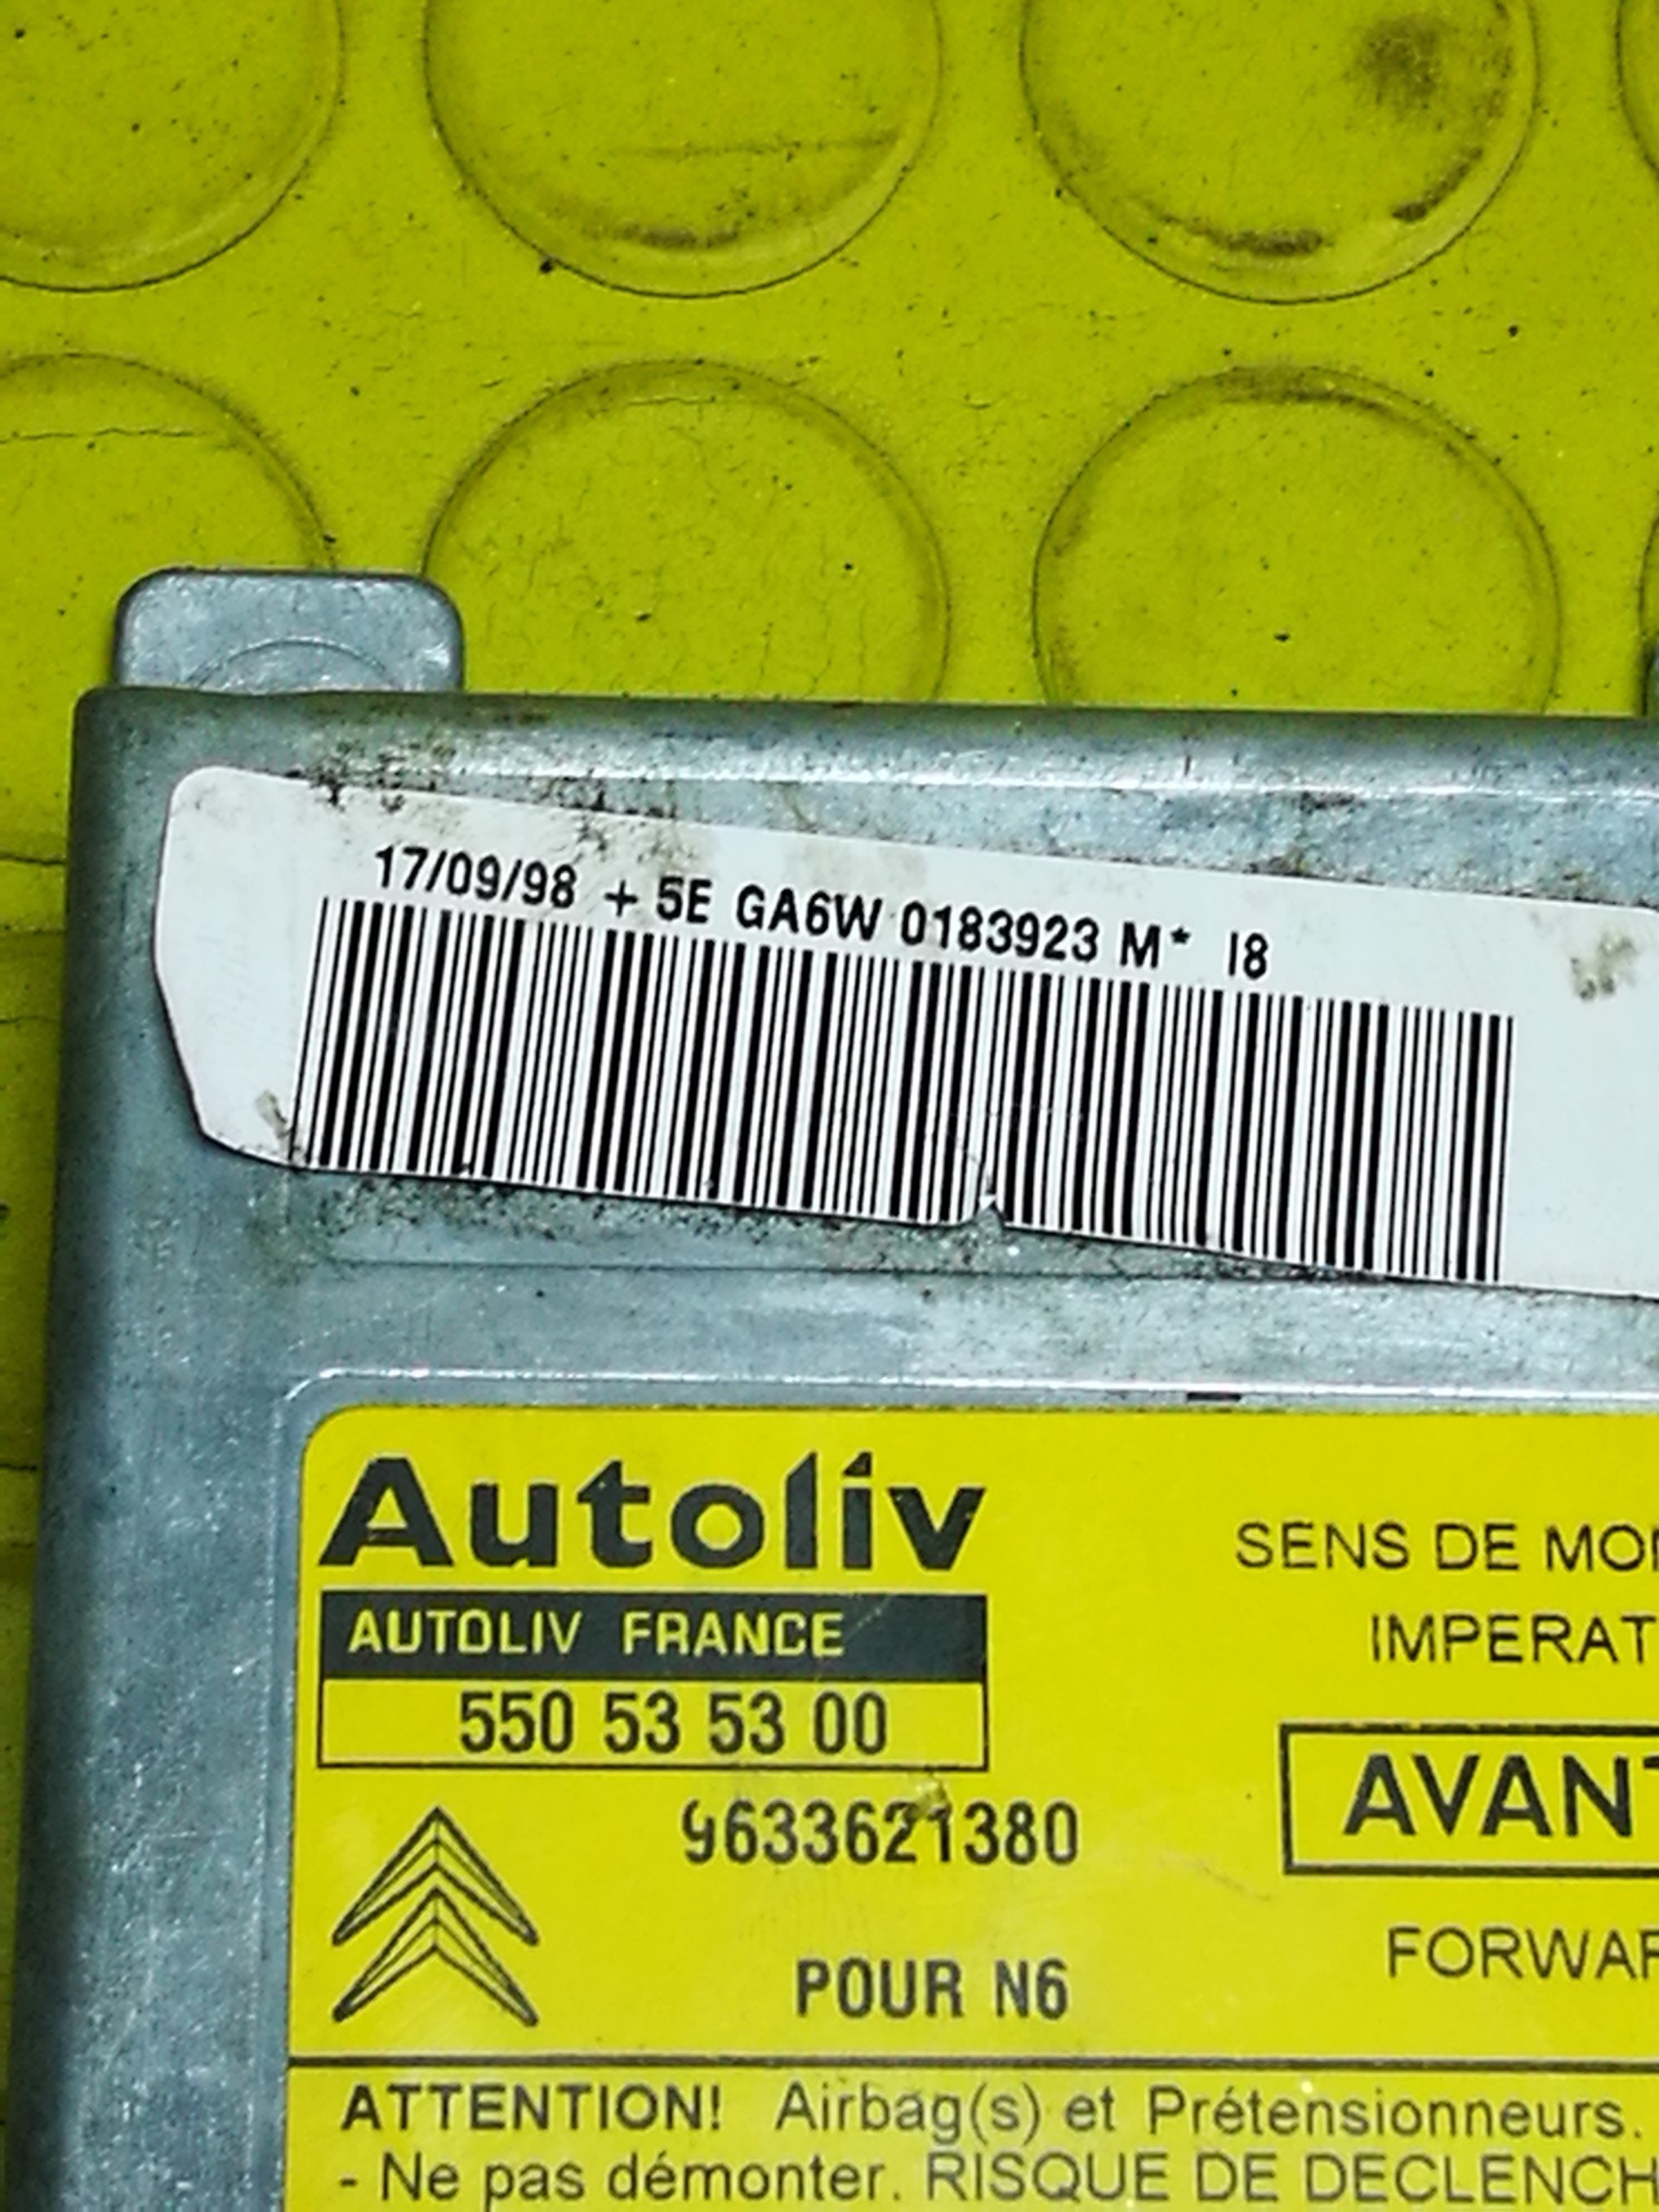 17/09/98 + 5E GA6W 0183923 M* I8
Autoliv
AUTOLIV FRANCE
550 53 53 00
9633621380
POUR N6
SENS DE MON
IMPERAT
AVANT
FORWAR
ATTENTION! Airbag(s) et Prétensionneurs.
- Ne pas démonter. RISQUE DE DECLENCH